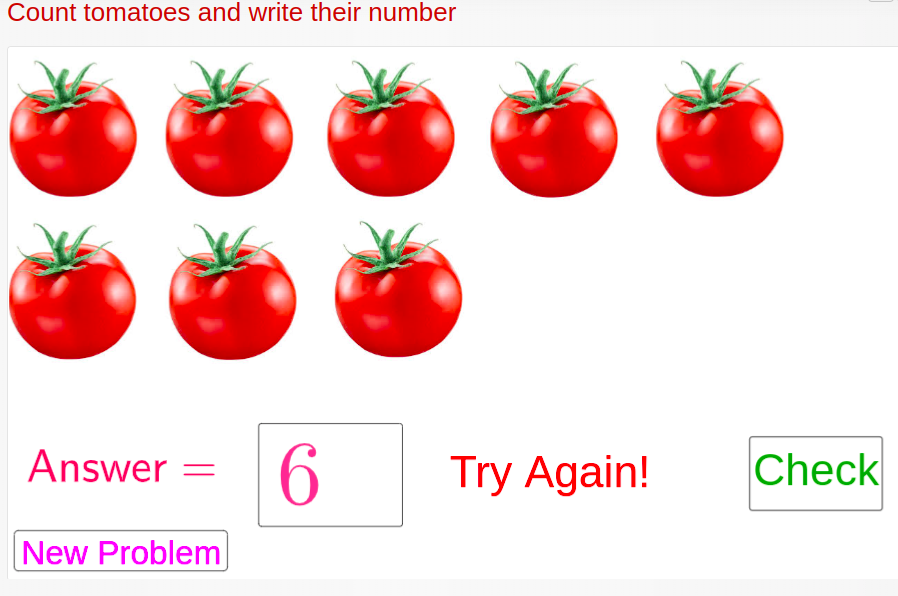 Count tomatoes and write their number
Answer =
6
Try Again!
Check
New Problem